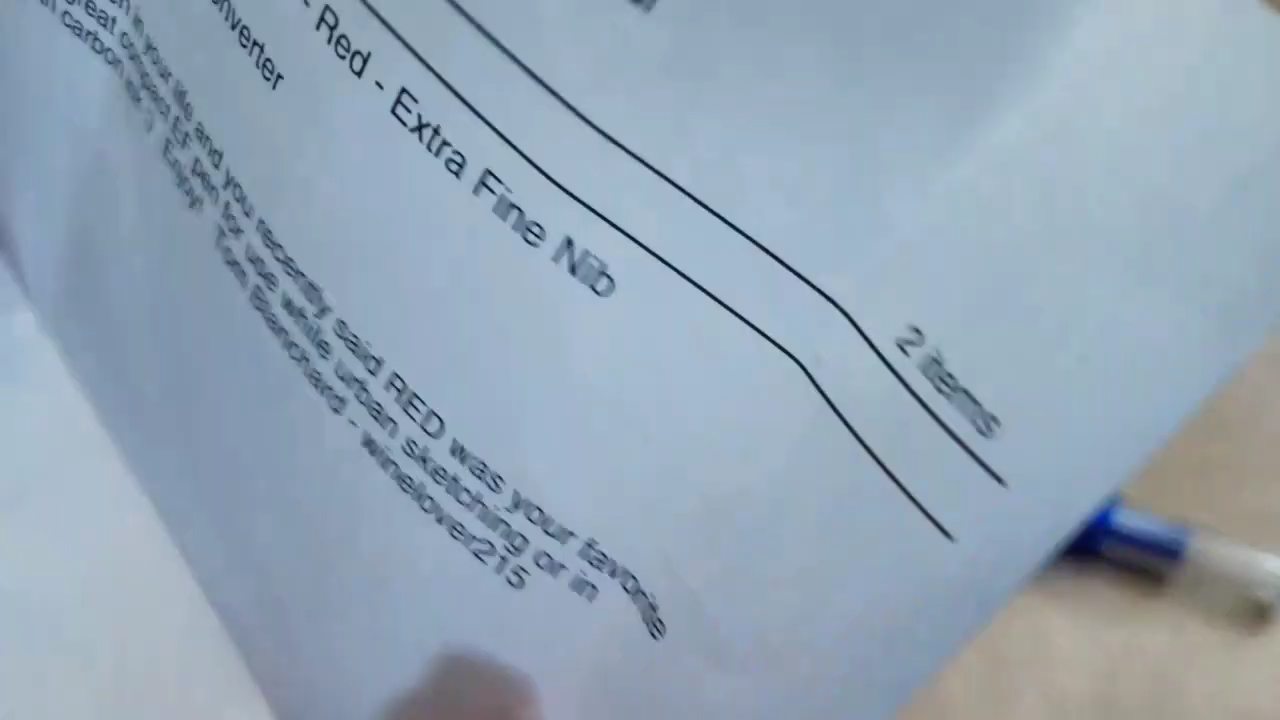 2 items
- Red - Extra Fine Nib
nverter
in your life and you recently said RED was your favorite
great compact EF pen for use while urban sketching or in
carbon Enjoy!
Tom Blanchard - winelover215